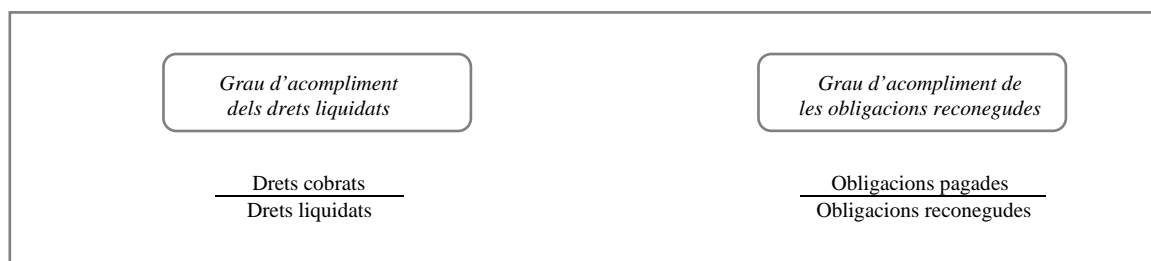 Grau d’acompliment
dels drets liquidats
Drets cobrats
Drets liquidats
Grau d’acompliment de
les obligacions reconegudes
Obligacions pagades
Obligacions reconegudes